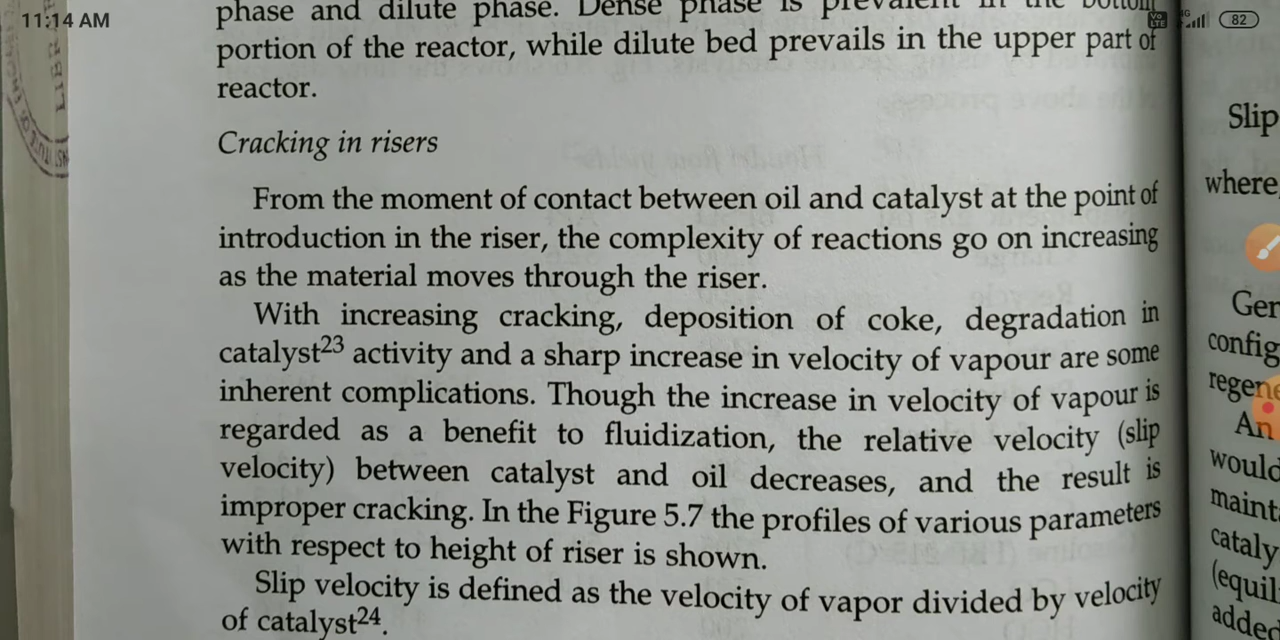 11:14 AM
82
phase and dilute phase. Dense phase is prevalent in the bottom
portion of the reactor, while dilute bed prevails in the upper part of
reactor.
Cracking in risers
From the moment of contact between oil and catalyst at the point of
introduction in the riser, the complexity of reactions go on increasing
as the material moves through the riser.
With increasing cracking, deposition of coke, degradation in
catalyst23 activity and a sharp increase in velocity of vapour are some
inherent complications. Though the increase in velocity of vapour is
regarded as a benefit to fluidization, the relative velocity (slip
velocity) between catalyst and oil decreases, and the result is
improper cracking. In the Figure 5.7 the profiles of various parameters
with respect to height of riser is shown.
Slip velocity is defined as the velocity of vapor divided by velocity
of catalyst24.
Slip
where,
Ger
config
regene
An
would
maint
cataly
(equil
added